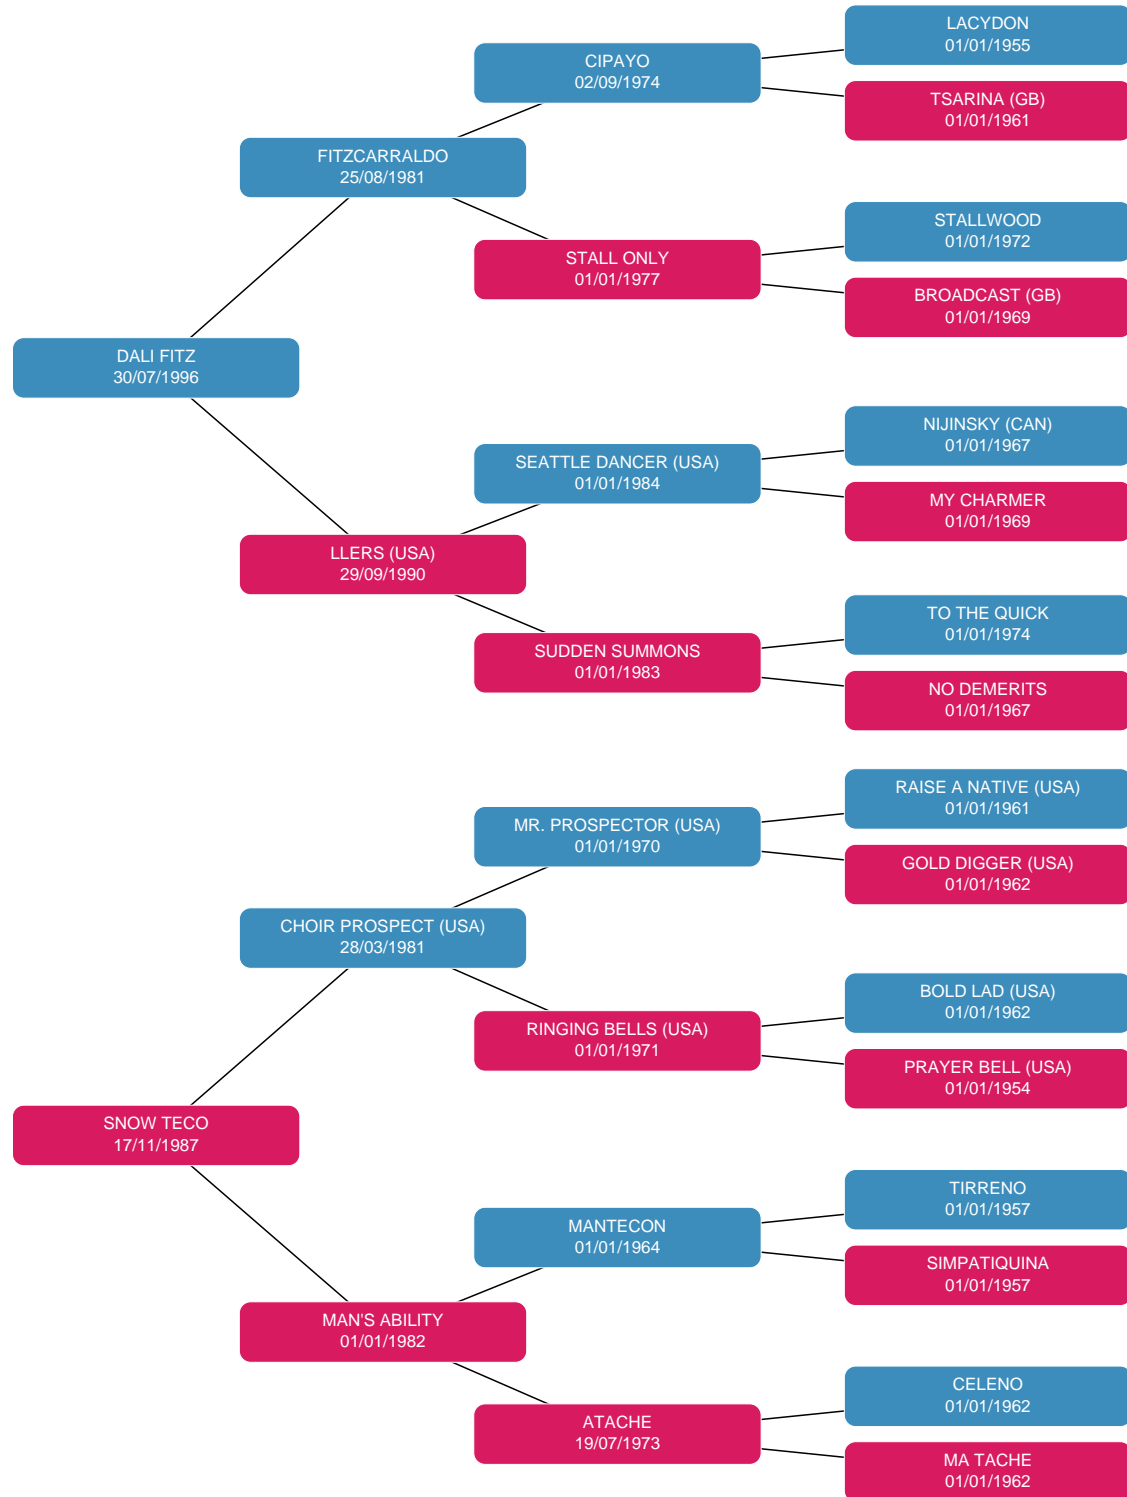 LACYDON
01/01/1955
CIPAYO
02/09/1974
TSARINA (GB)
01/01/1961
FITZCARRALDO
25/08/1981
STALLWOOD
01/01/1972
STALL ONLY
01/01/1977
BROADCAST (GB)
01/01/1969
DALI FITZ
30/07/1996
NIJINSKY (CAN)
01/01/1967
SEATTLE DANCER (USA)
01/01/1984
MY CHARMER
01/01/1969
LLERS (USA)
29/09/1990
TO THE QUICK
01/01/1974
SUDDEN SUMMONS
01/01/1983
NO DEMERITS
01/01/1967
RAISE A NATIVE (USA)
01/01/1961
MR. PROSPECTOR (USA)
01/01/1970
GOLD DIGGER (USA)
01/01/1962
CHOIR PROSPECT (USA)
28/03/1981
BOLD LAD (USA)
01/01/1962
RINGING BELLS (USA)
01/01/1971
PRAYER BELL (USA)
01/01/1954
SNOW TECO
17/11/1987
TIRRENO
01/01/1957
MANTECON
01/01/1964
SIMPATIQUINA
01/01/1957
MAN'S ABILITY
01/01/1982
CELENO
01/01/1962
ATACHE
19/07/1973
MA TACHE
01/01/1962